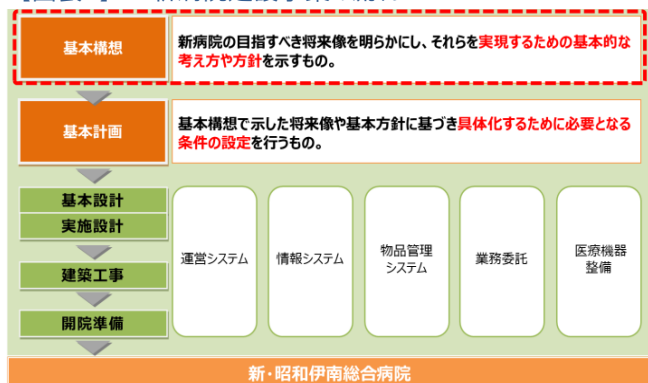 基本構想
新病院の目指すべき将来像を明らかにし、それらを実現するための基本的な
考え方や方針を示すもの。
基本計画
基本構想で示した将来像や基本方針に基づき具体化するために必要となる
条件の設定を行うもの。
基本設計
実施設計
建築工事
開院準備
運営システム
情報システム
物品管理
システム
業務委託
医療機器
整備
新・昭和伊南総合病院